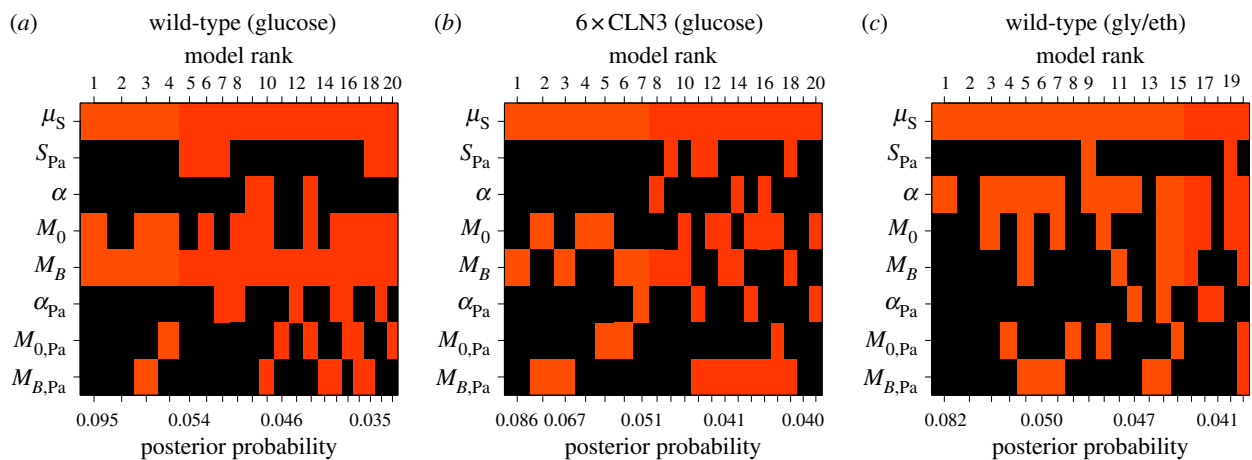 (a) wild-type (glucose)
model rank
1 2 3 4 5 6 7 8 10 12 14 16 18 20
μS
SPa
α
M0
MB
αPa
M0,Pa
MB,Pa
0.095 0.054 0.046 0.035
posterior probability
(b) 6×CLN3 (glucose)
model rank
1 2 3 4 5 6 7 8 10 12 14 16 18 20
μS
SPa
α
M0
MB
αPa
M0,Pa
MB,Pa
0.086 0.067 0.051 0.041 0.040
posterior probability
(c) wild-type (gly/eth)
model rank
1 2 3 4 5 6 7 8 9 11 13 15 17 19
μS
SPa
α
M0
MB
αPa
M0,Pa
MB,Pa
0.082 0.050 0.047 0.041
posterior probability